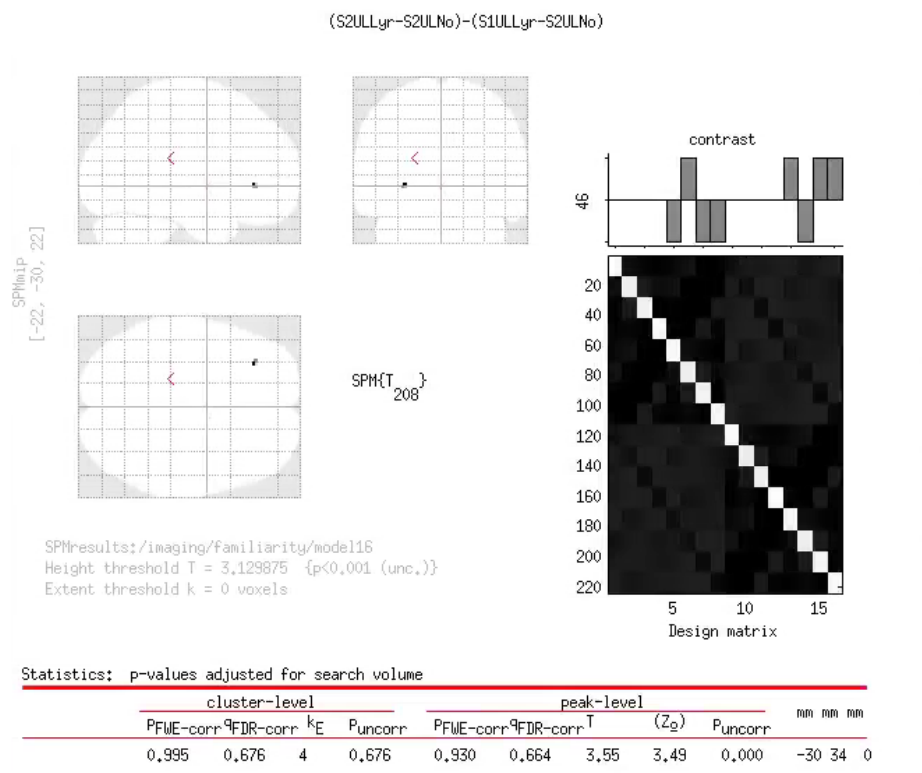 (S2ULLyr-S2ULNo)-(S1ULLyr-S2ULNo)
SPMmip
[-22, -30, 22]
SPM{T208}
contrast
46
20
40
60
80
100
120
140
160
180
200
220
5 10 15
Design matrix
SPMresults:/imaging/familiarity/model16
Height threshold T = 3.129875 {p<0.001 (unc.)}
Extent threshold k = 0 voxels
Statistics: p-values adjusted for search volume
cluster-level peak-level
PFWE-corr qFDR-corr kE Puncorr PFWE-corr qFDR-corr T (Zo) Puncorr mm mm mm
0.995 0.676 4 0.676 0.930 0.664 3.55 3.49 0.000 -30 34 0